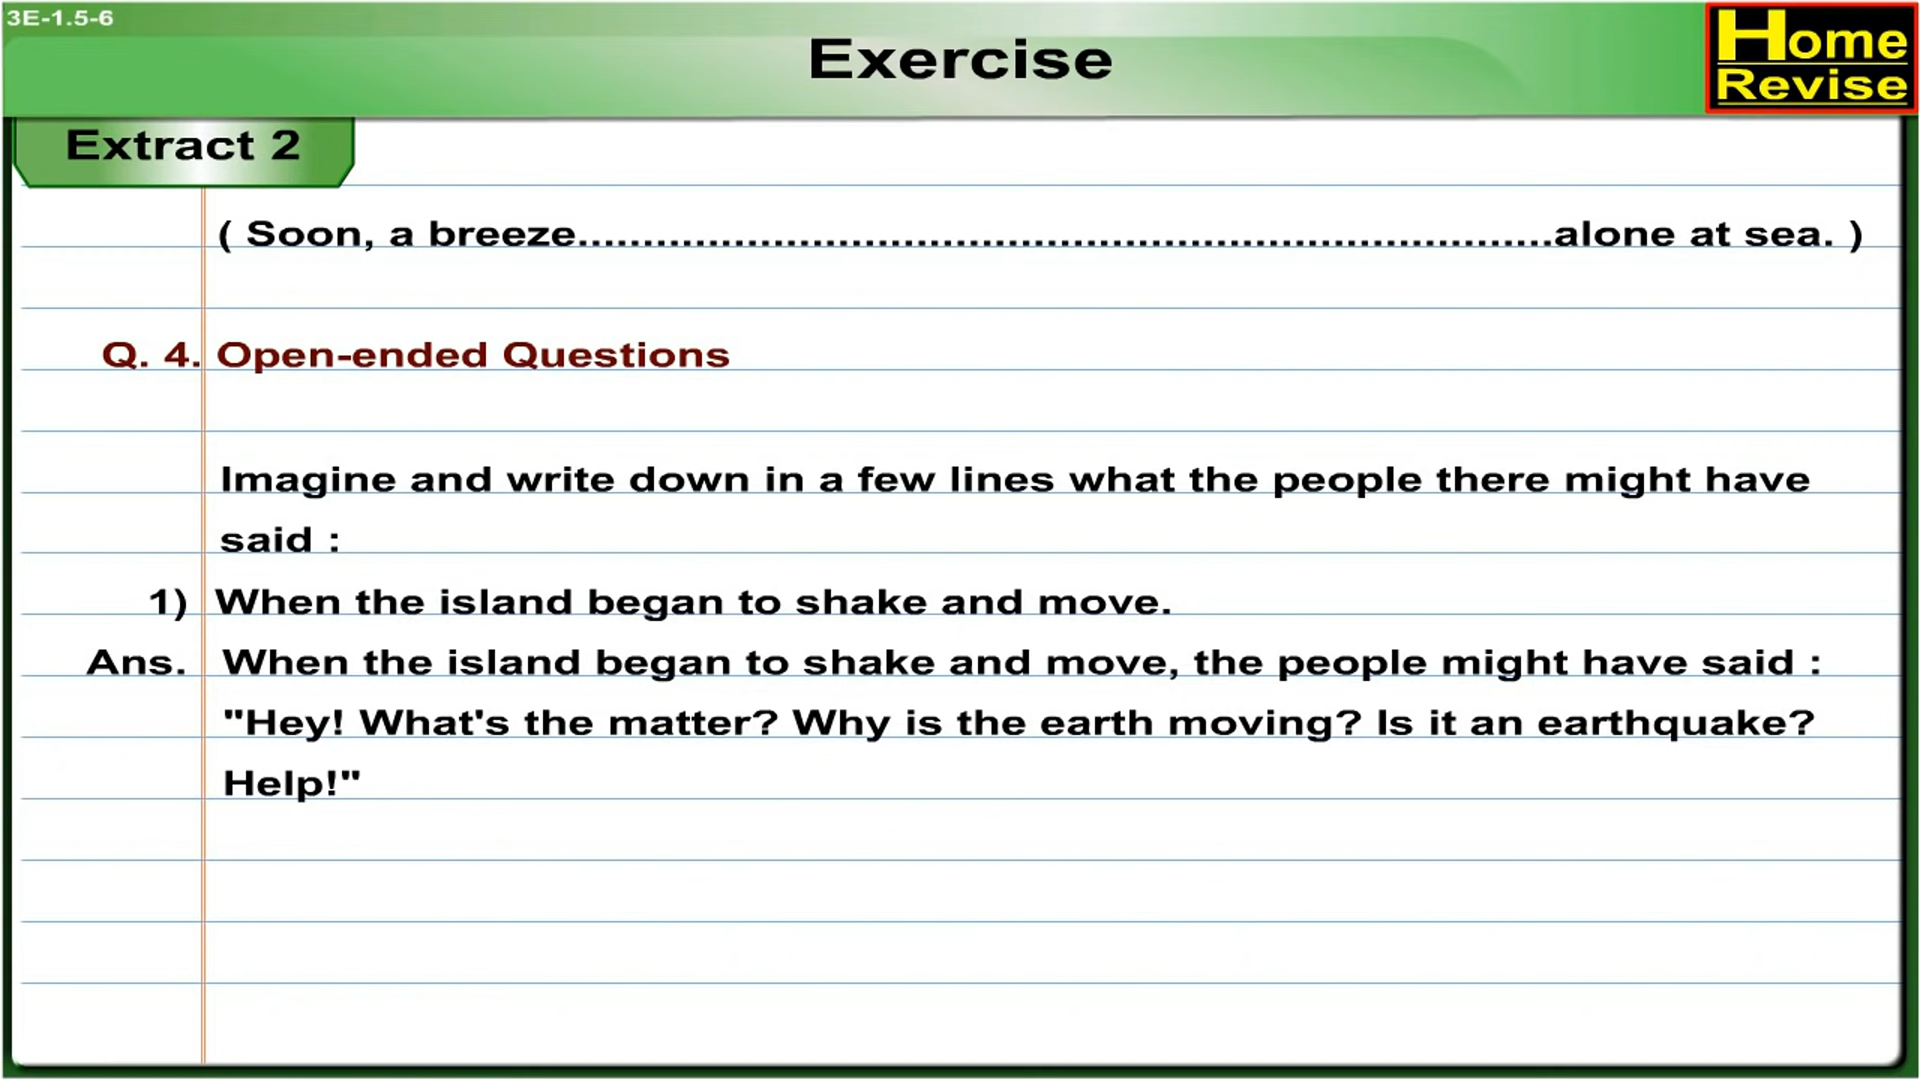 3E-1.5-6
Exercise
Home
Revise
Extract 2
( Soon, a breeze...........................................................................alone at sea. )
Q. 4. Open-ended Questions
Imagine and write down in a few lines what the people there might have
said :
1) When the island began to shake and move.
Ans. When the island began to shake and move, the people might have said :
"Hey! What's the matter? Why is the earth moving? Is it an earthquake?
Help!"